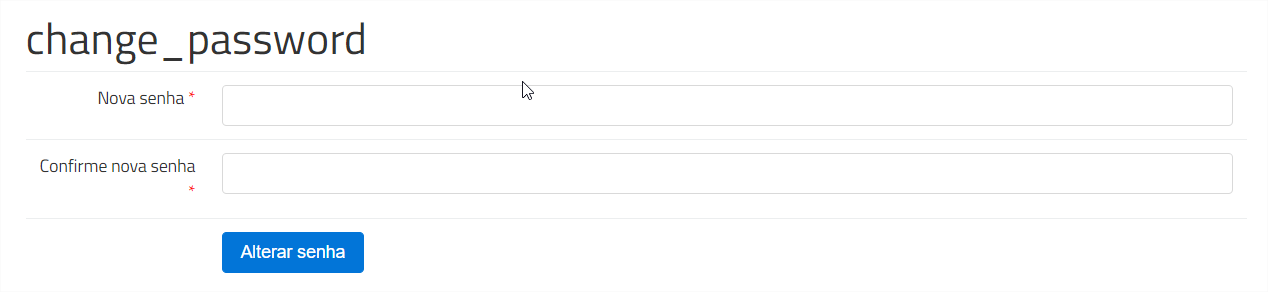 change_password
Nova senha *
Confirme nova senha
*
Alterar senha